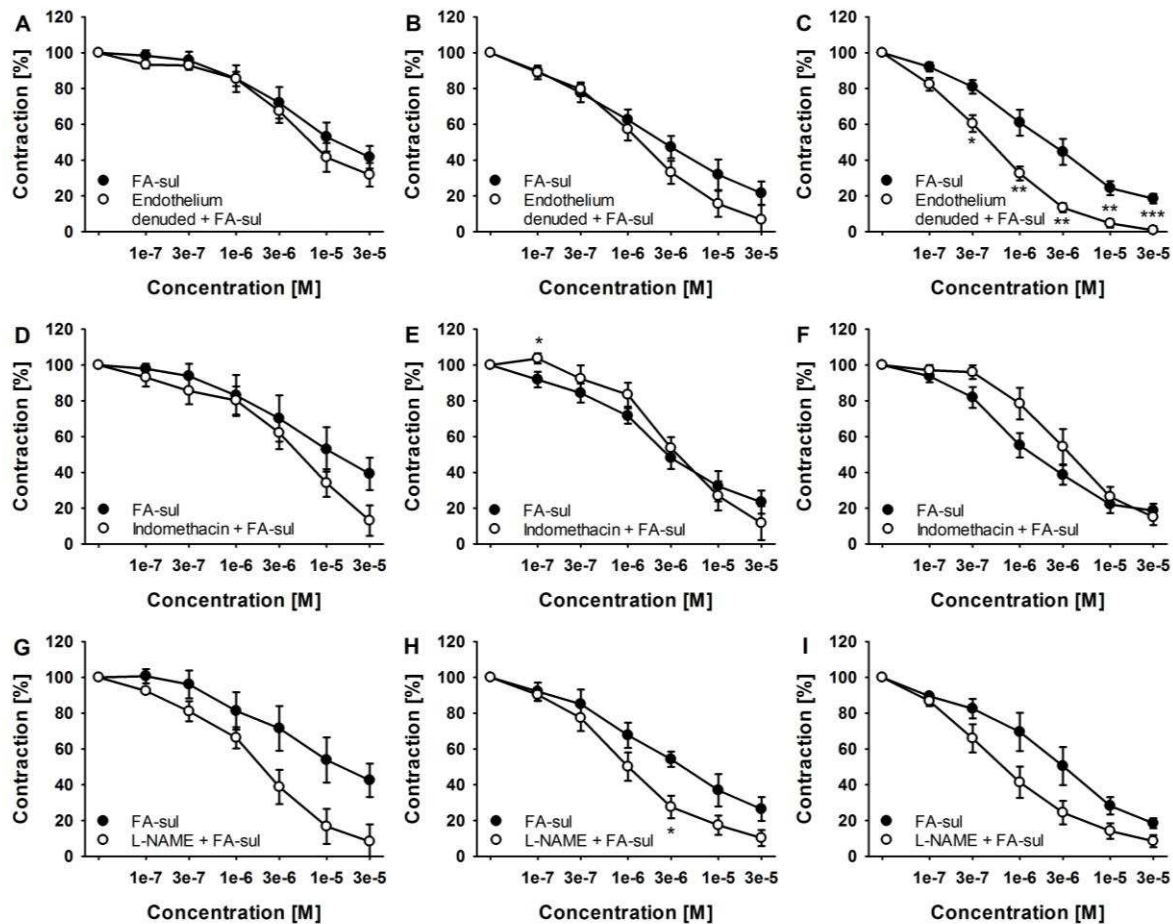 A
Contraction [%]
120
100
80
60
40
20
0
FA-sul
Endothelium
denuded + FA-sul
1e-7 3e-7 1e-6 3e-6 1e-5 3e-5
Concentration [M]
B
Contraction [%]
120
100
80
60
40
20
0
FA-sul
Endothelium
denuded + FA-sul
1e-7 3e-7 1e-6 3e-6 1e-5 3e-5
Concentration [M]
C
Contraction [%]
120
100
80
60
40
20
0
*
**
**
**
***
FA-sul
Endothelium
denuded + FA-sul
1e-7 3e-7 1e-6 3e-6 1e-5 3e-5
Concentration [M]
D
Contraction [%]
120
100
80
60
40
20
0
FA-sul
Indomethacin + FA-sul
1e-7 3e-7 1e-6 3e-6 1e-5 3e-5
Concentration [M]
E
Contraction [%]
120
100
80
60
40
20
0
*
FA-sul
Indomethacin + FA-sul
1e-7 3e-7 1e-6 3e-6 1e-5 3e-5
Concentration [M]
F
Contraction [%]
120
100
80
60
40
20
0
FA-sul
Indomethacin + FA-sul
1e-7 3e-7 1e-6 3e-6 1e-5 3e-5
Concentration [M]
G
Contraction [%]
120
100
80
60
40
20
0
FA-sul
L-NAME + FA-sul
1e-7 3e-7 1e-6 3e-6 1e-5 3e-5
Concentration [M]
H
Contraction [%]
120
100
80
60
40
20
0
*
FA-sul
L-NAME + FA-sul
1e-7 3e-7 1e-6 3e-6 1e-5 3e-5
Concentration [M]
I
Contraction [%]
120
100
80
60
40
20
0
FA-sul
L-NAME + FA-sul
1e-7 3e-7 1e-6 3e-6 1e-5 3e-5
Concentration [M]